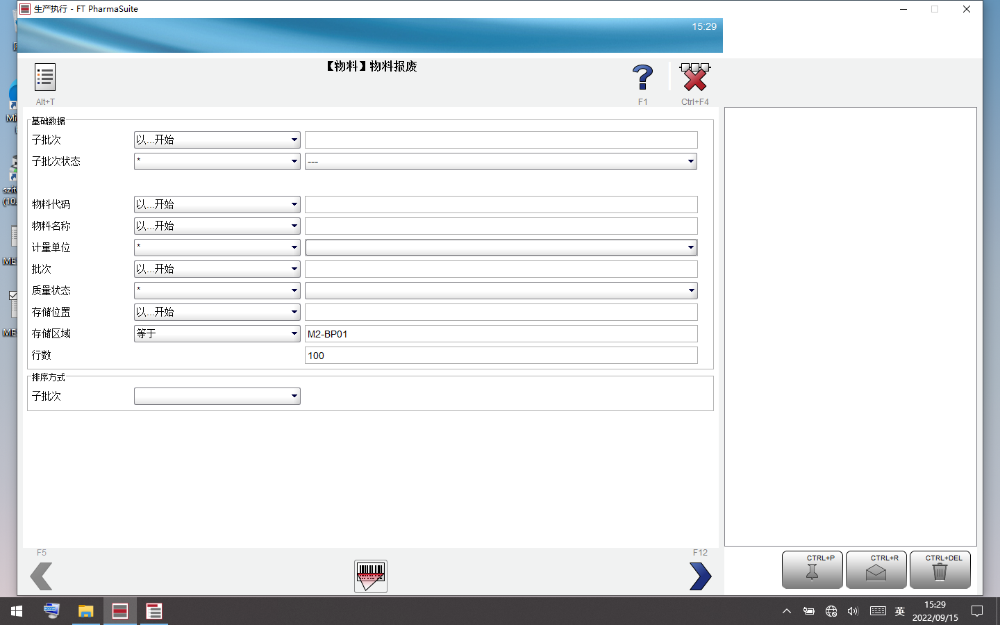 生产执行 - FT PharmaSuite
15:29
【物料】物料报废
Alt+T
F1
Ctrl+F4
基础数据
子批次 以...开始
子批次状态 * ---
物料代码 以...开始
物料名称 以...开始
计量单位 *
批次 以...开始
质量状态 *
存储位置 以...开始
存储区域 等于 M2-BP01
行数 100
排序方式
子批次
F5
F12
CTRL+P
CTRL+R
CTRL+DEL
szit
(10.
英
15:29
2022/09/15